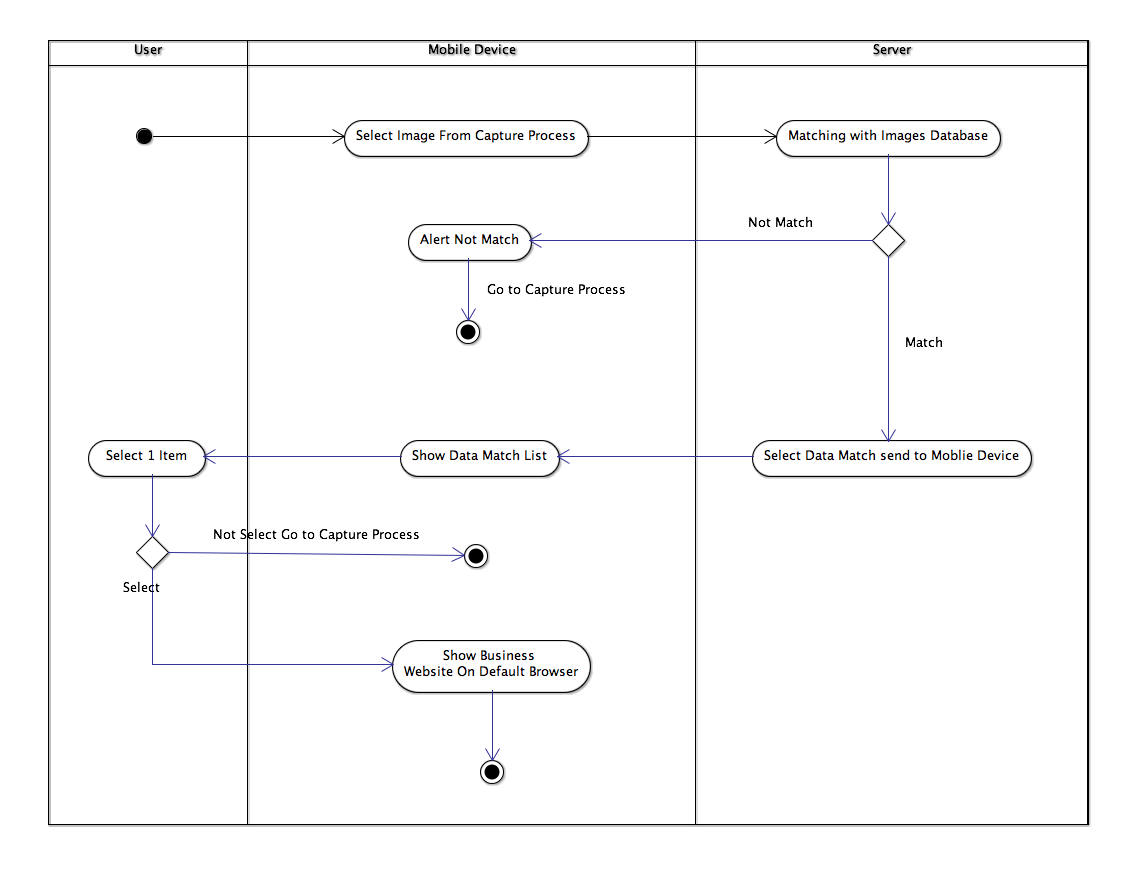 User
Mobile Device
Server
Select Image From Capture Process
Matching with Images Database
Not Match
Alert Not Match
Go to Capture Process
Match
Select 1 Item
Show Data Match List
Select Data Match send to Moblie Device
Not Select Go to Capture Process
Select
Show Business
Website On Default Browser